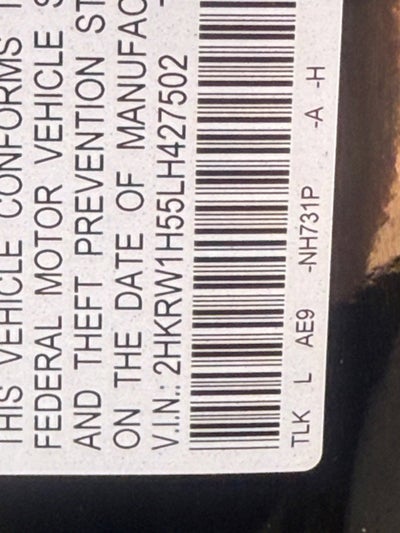 THIS VEHICLE CONFORMS
FEDERAL MOTOR VEHICLE S
AND THEFT PREVENTION ST
ON THE DATE OF MANUFAC
V.I.N.: 2HKRW1H55LH427502
TLK L AE9 -NH731P -A -H